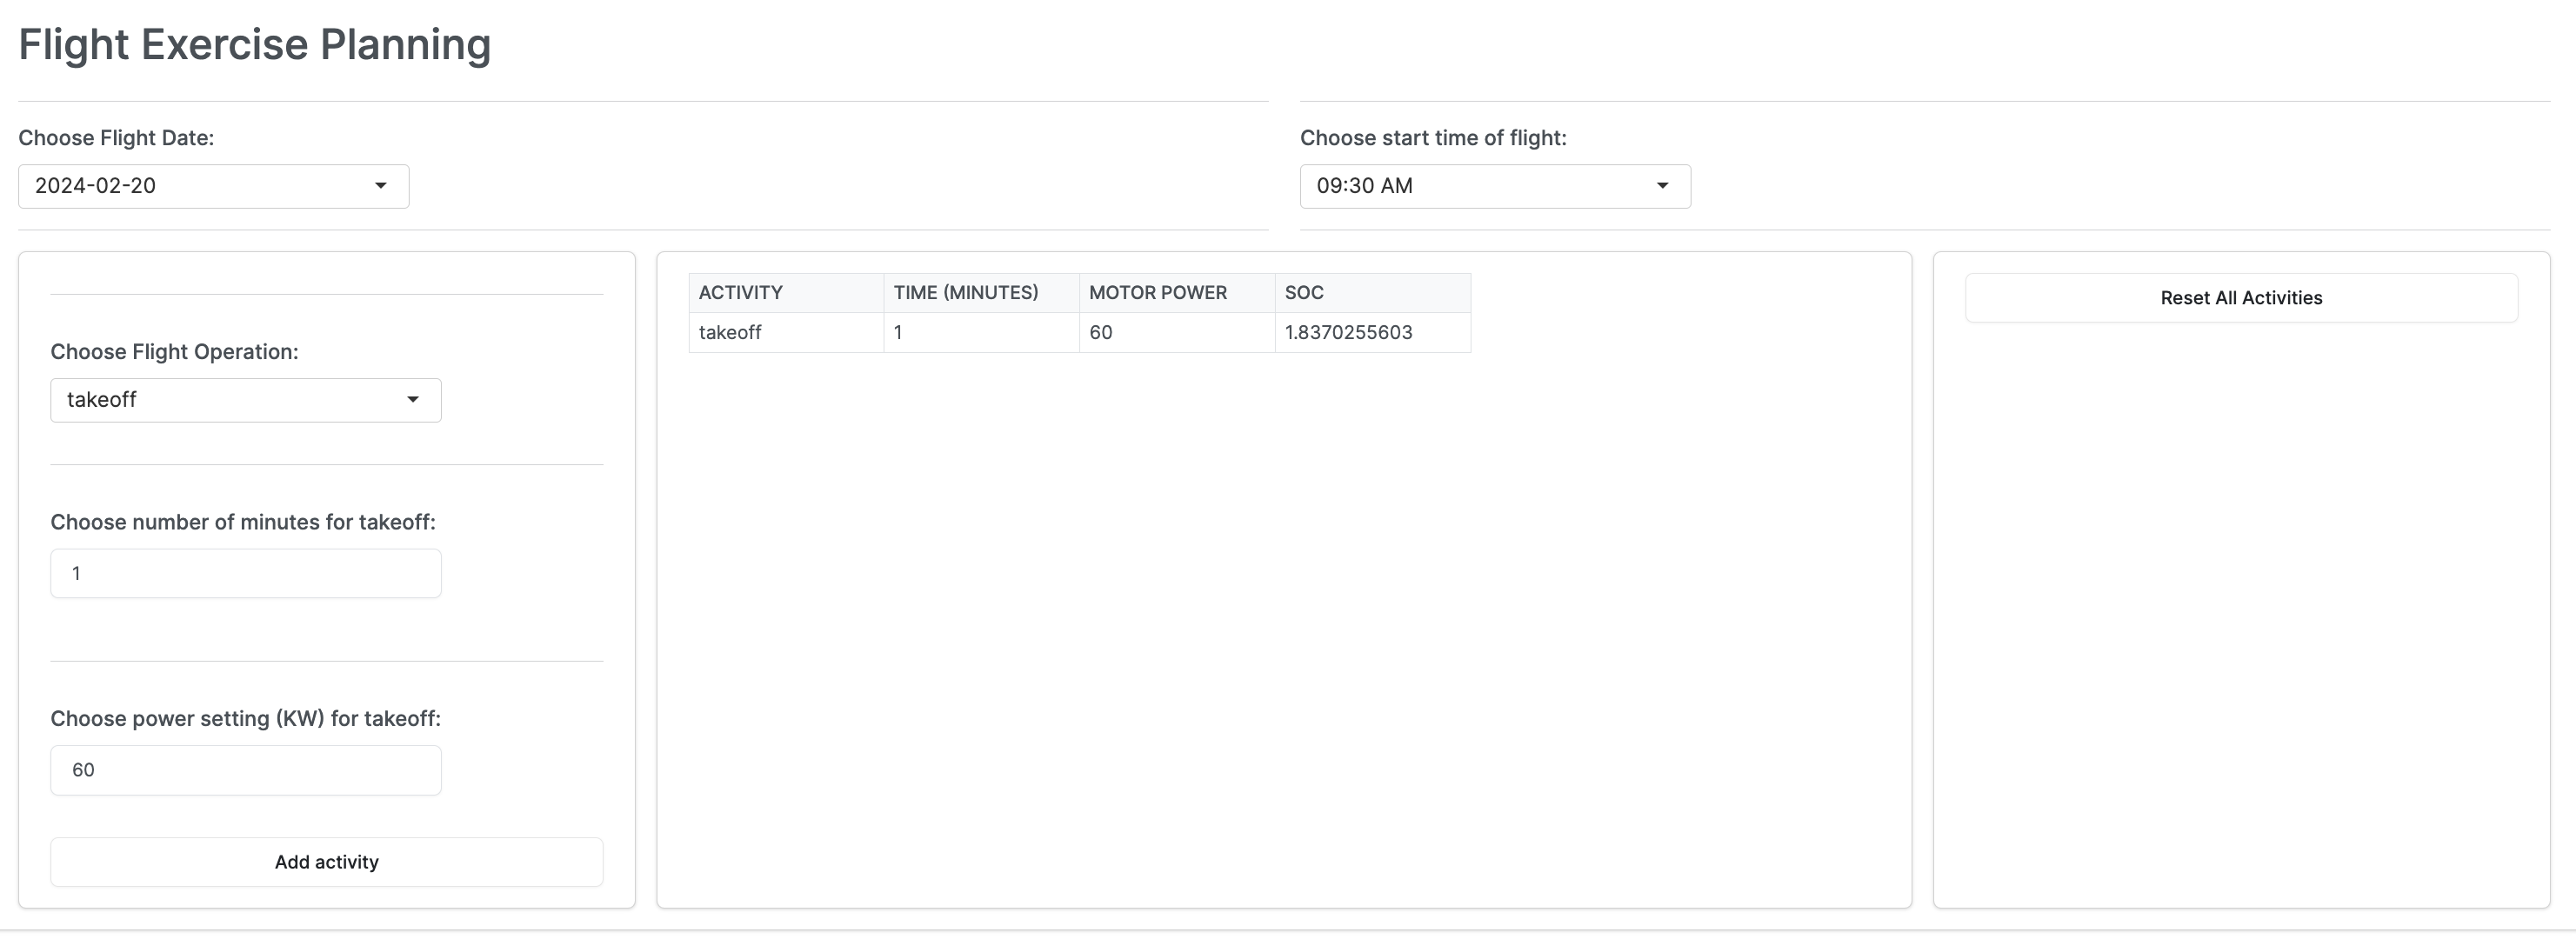 Flight Exercise Planning
Choose Flight Date:
2024-02-20
Choose start time of flight:
09:30 AM
Choose Flight Operation:
takeoff
Choose number of minutes for takeoff:
1
Choose power setting (KW) for takeoff:
60
Add activity
ACTIVITY TIME (MINUTES) MOTOR POWER SOC
takeoff 1 60 1.8370255603
Reset All Activities